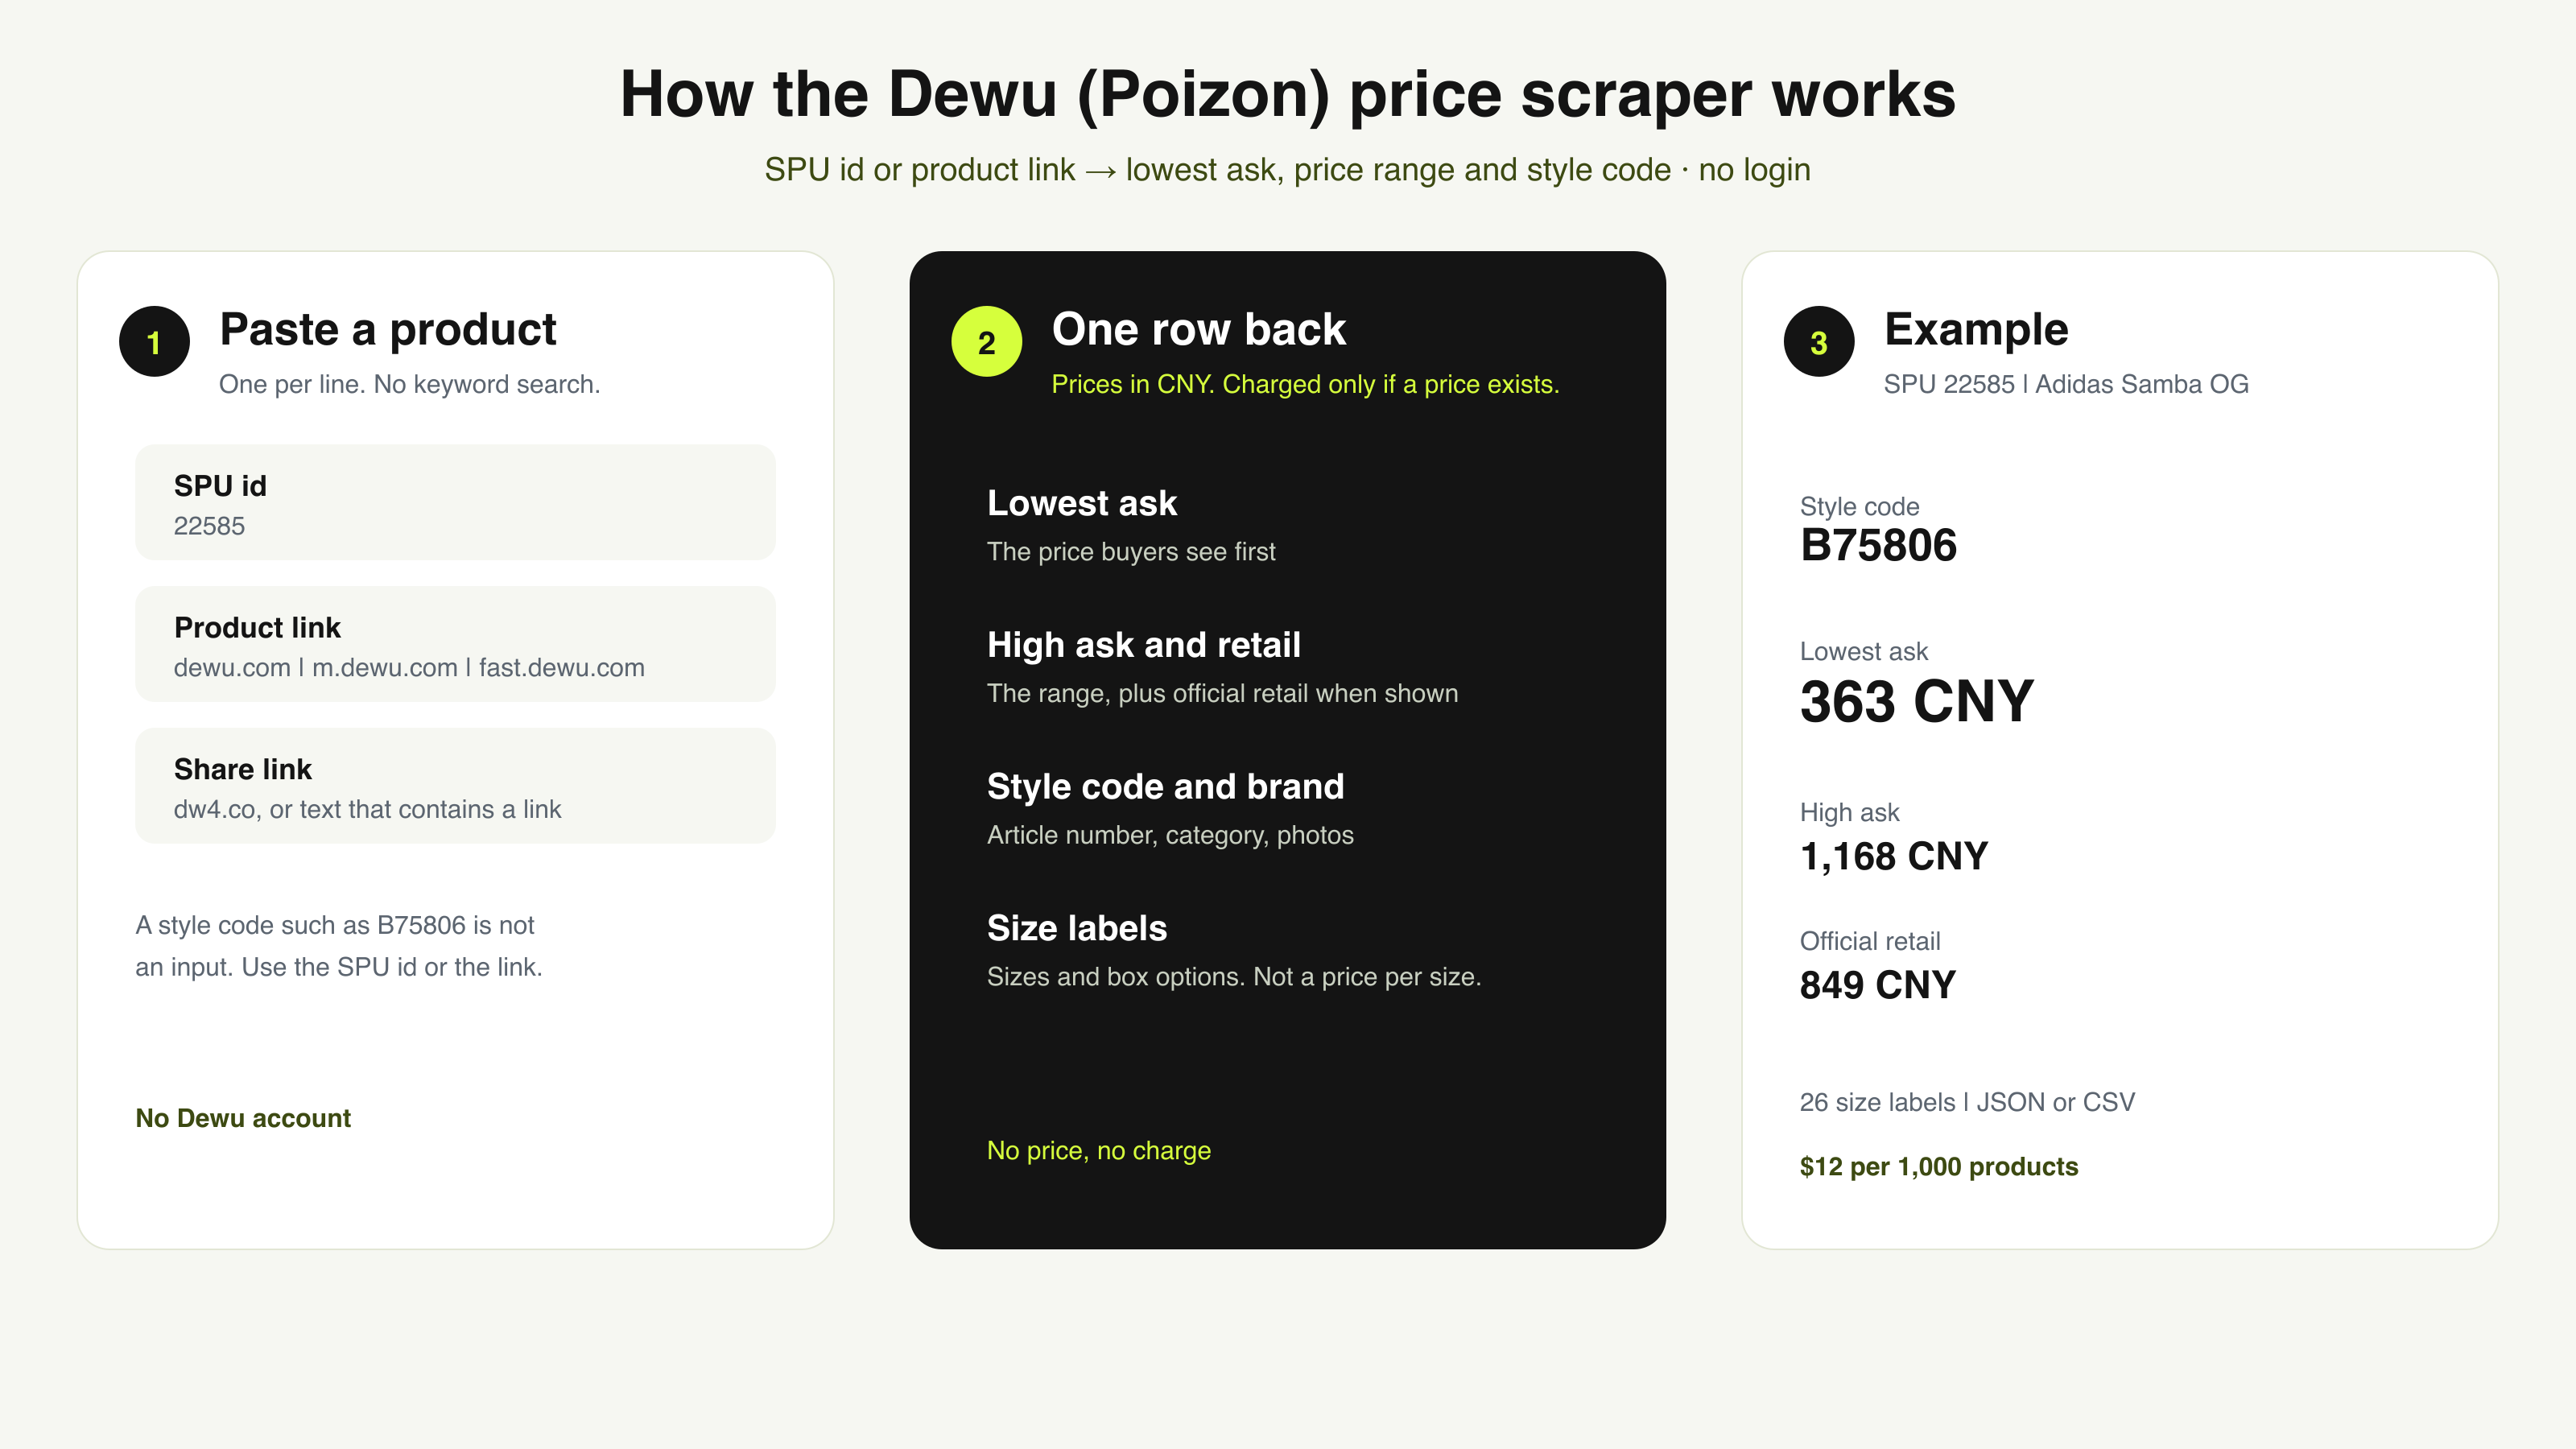 How the Dewu (Poizon) price scraper works
SPU id or product link → lowest ask, price range and style code · no login
1
Paste a product
One per line. No keyword search.
SPU id
22585
Product link
dewu.com | m.dewu.com | fast.dewu.com
Share link
dw4.co, or text that contains a link
A style code such as B75806 is not
an input. Use the SPU id or the link.
No Dewu account
2
One row back
Prices in CNY. Charged only if a price exists.
Lowest ask
The price buyers see first
High ask and retail
The range, plus official retail when shown
Style code and brand
Article number, category, photos
Size labels
Sizes and box options. Not a price per size.
No price, no charge
3
Example
SPU 22585 | Adidas Samba OG
Style code
B75806
Lowest ask
363 CNY
High ask
1,168 CNY
Official retail
849 CNY
26 size labels | JSON or CSV
$12 per 1,000 products